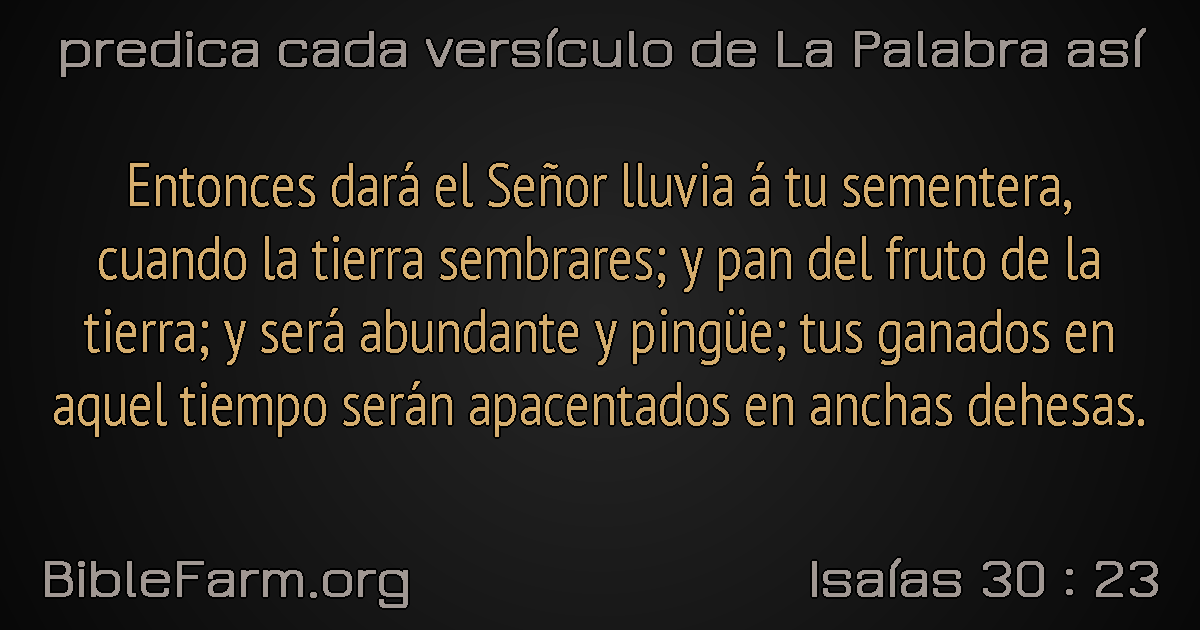 predica cada versículo de La Palabra así
Entonces dará el Señor lluvia á tu sementera,
cuando la tierra sembrares; y pan del fruto de la
tierra; y será abundante y pingüe; tus ganados en
aquel tiempo serán apacentados en anchas dehesas.
BibleFarm.org
Isaías 30 : 23